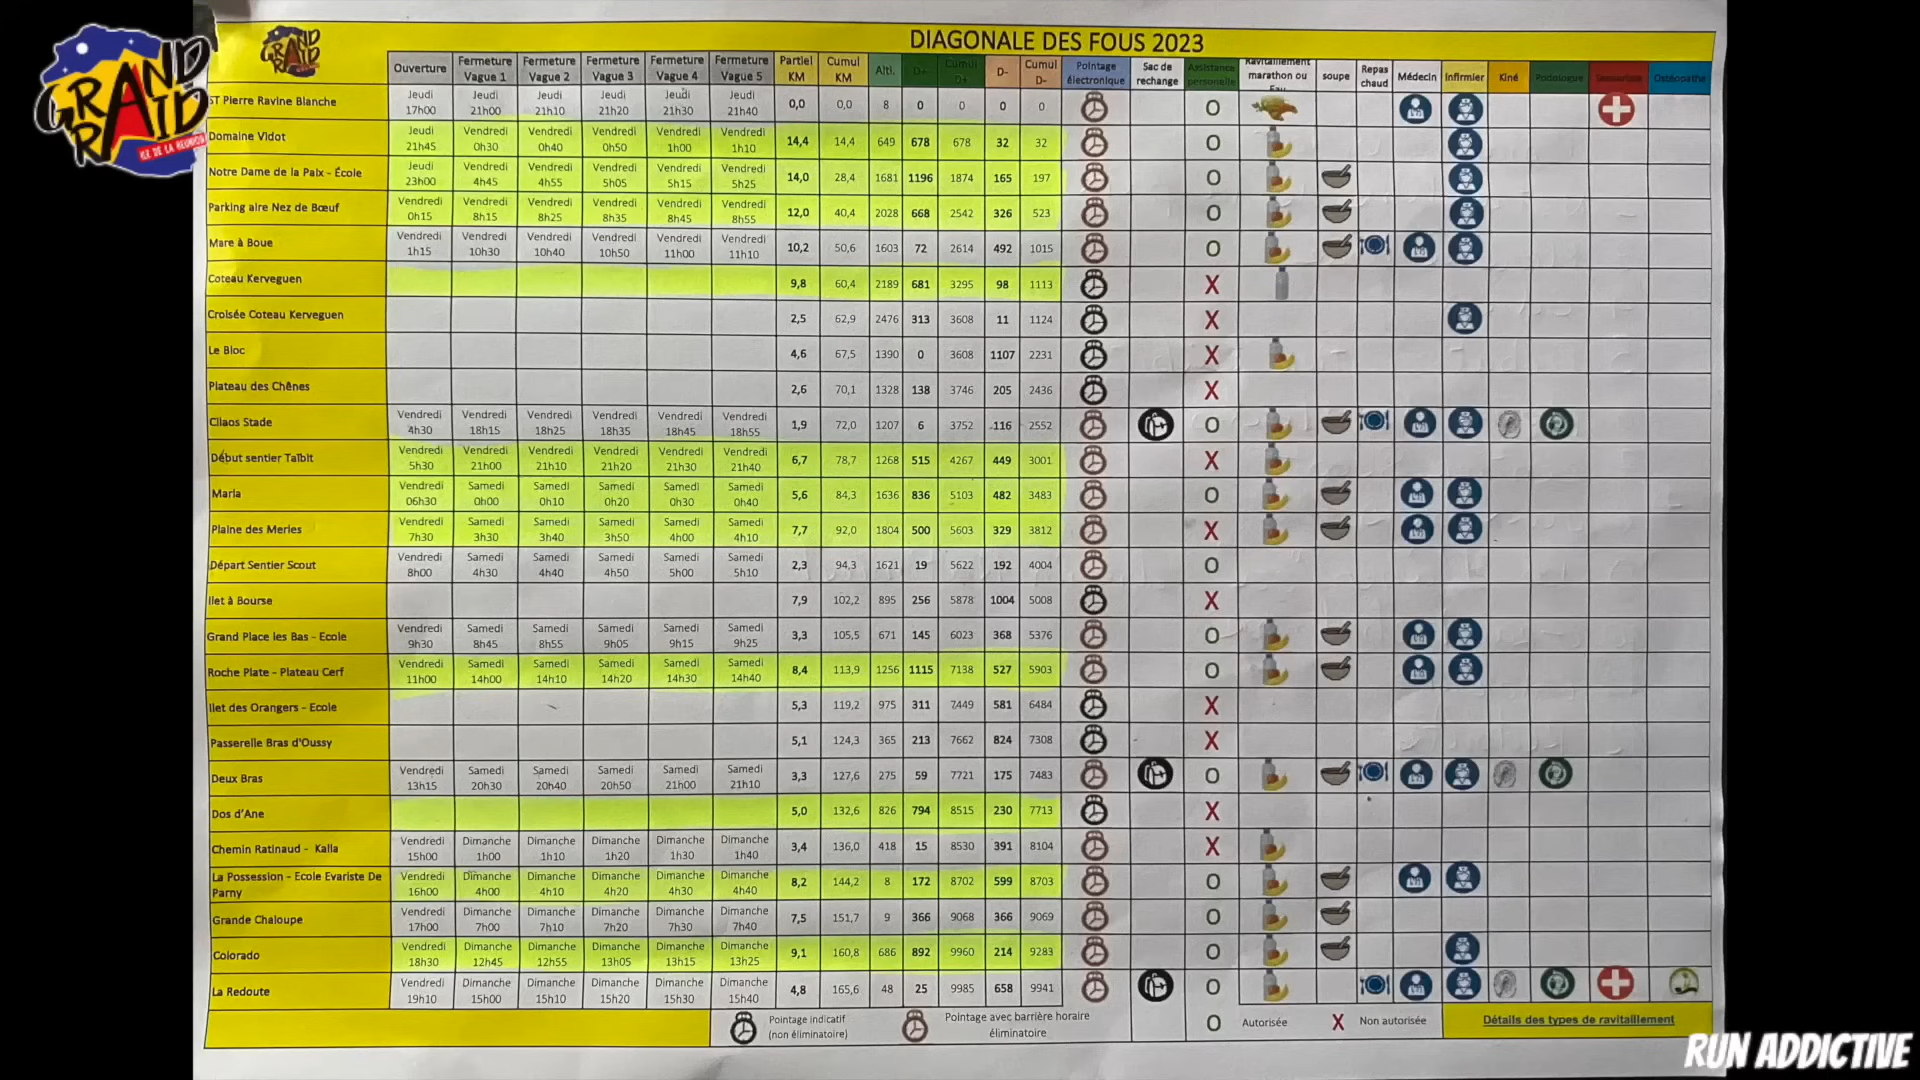 GRAND
RAID
ILE DE LA REUNION
GRAND
RAID
DIAGONALE DES FOUS 2023
Ouverture Fermeture Vague 1 Fermeture Vague 2 Fermeture Vague 3 Fermeture Vague 4 Fermeture Vague 5 Partiel KM Cumul KM Alti. D+ Cumul D+ D- Cumul D- Pointage électronique Sac de rechange Assistance personelle Ravitaillement marathon ou Eau soupe Repas chaud Médecin Infirmier Kiné Podologue Secouriste Ostéopathe
ST Pierre Ravine Blanche Jeudi 17h00 Jeudi 21h00 Jeudi 21h10 Jeudi 21h20 Jeudi 21h30 Jeudi 21h40 0,0 0,0 8 0 0 0 0 O
Domaine Vidot Jeudi 21h45 Vendredi 0h30 Vendredi 0h40 Vendredi 0h50 Vendredi 1h00 Vendredi 1h10 14,4 14,4 649 678 678 32 32 O
Notre Dame de la Paix - École Jeudi 23h00 Vendredi 4h45 Vendredi 4h55 Vendredi 5h05 Vendredi 5h15 Vendredi 5h25 14,0 28,4 1681 1196 1874 165 197 O
Parking aire Nez de Bœuf Vendredi 0h15 Vendredi 8h15 Vendredi 8h25 Vendredi 8h35 Vendredi 8h45 Vendredi 8h55 12,0 40,4 2028 668 2542 326 523 O
Mare à Boue Vendredi 1h15 Vendredi 10h30 Vendredi 10h40 Vendredi 10h50 Vendredi 11h00 Vendredi 11h10 10,2 50,6 1603 72 2614 492 1015 O
Coteau Kerveguen 9,8 60,4 2189 681 3295 98 1113 X
Croisée Coteau Kerveguen 2,5 62,9 2476 313 3608 11 1124 X
Le Bloc 4,6 67,5 1390 0 3608 1107 2231 X
Plateau des Chênes 2,6 70,1 1328 138 3746 205 2436 X
Cilaos Stade Vendredi 4h30 Vendredi 18h15 Vendredi 18h25 Vendredi 18h35 Vendredi 18h45 Vendredi 18h55 1,9 72,0 1207 6 3752 116 2552 O
Début sentier Taïbit Vendredi 5h30 Vendredi 21h00 Vendredi 21h10 Vendredi 21h20 Vendredi 21h30 Vendredi 21h40 6,7 78,7 1268 515 4267 449 3001 X
Marla Vendredi 06h30 Samedi 0h00 Samedi 0h10 Samedi 0h20 Samedi 0h30 Samedi 0h40 5,6 84,3 1636 836 5103 482 3483 O
Plaine des Merles Vendredi 7h30 Samedi 3h30 Samedi 3h40 Samedi 3h50 Samedi 4h00 Samedi 4h10 7,7 92,0 1804 500 5603 329 3812 X
Départ Sentier Scout Vendredi 8h00 Samedi 4h30 Samedi 4h40 Samedi 4h50 Samedi 5h00 Samedi 5h10 2,3 94,3 1621 19 5622 192 4004 O
Ilet à Bourse 7,9 102,2 895 256 5878 1004 5008 X
Grand Place les Bas - Ecole Vendredi 9h30 Samedi 8h45 Samedi 8h55 Samedi 9h05 Samedi 9h15 Samedi 9h25 3,3 105,5 671 145 6023 368 5376 O
Roche Plate - Plateau Cerf Vendredi 11h00 Samedi 14h00 Samedi 14h10 Samedi 14h20 Samedi 14h30 Samedi 14h40 8,4 113,9 1256 1115 7138 527 5903 O
Ilet des Orangers - Ecole 5,3 119,2 975 311 7449 581 6484 X
Passerelle Bras d'Oussy 5,1 124,3 365 213 7662 824 7308 X
Deux Bras Vendredi 13h15 Samedi 20h30 Samedi 20h40 Samedi 20h50 Samedi 21h00 Samedi 21h10 3,3 127,6 275 59 7721 175 7483 O
Dos d'Ane 5,0 132,6 826 794 8515 230 7713 X
Chemin Ratinaud - Kalla Vendredi 15h00 Dimanche 1h00 Dimanche 1h10 Dimanche 1h20 Dimanche 1h30 Dimanche 1h40 3,4 136,0 418 15 8530 391 8104 X
La Possession - Ecole Evariste De Parny Vendredi 16h00 Dimanche 4h00 Dimanche 4h10 Dimanche 4h20 Dimanche 4h30 Dimanche 4h40 8,2 144,2 8 172 8702 599 8703 O
Grande Chaloupe Vendredi 17h00 Dimanche 7h00 Dimanche 7h10 Dimanche 7h20 Dimanche 7h30 Dimanche 7h40 7,5 151,7 9 366 9068 366 9069 O
Colorado Vendredi 18h30 Dimanche 12h45 Dimanche 12h55 Dimanche 13h05 Dimanche 13h15 Dimanche 13h25 9,1 160,8 686 892 9960 214 9283 O
La Redoute Vendredi 19h10 Dimanche 15h00 Dimanche 15h10 Dimanche 15h20 Dimanche 15h30 Dimanche 15h40 4,8 165,6 48 25 9985 658 9941 O
Pointage indicatif (non éliminatoire) Pointage avec barrière horaire éliminatoire O Autorisée X Non autorisée Détails des types de ravitaillement
RUN ADDICTIVE